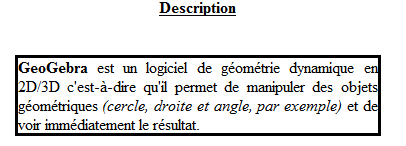 Description
GeoGebra est un logiciel de géométrie dynamique en
2D/3D c'est-à-dire qu'il permet de manipuler des objets
géométriques (cercle, droite et angle, par exemple) et de
voir immédiatement le résultat.